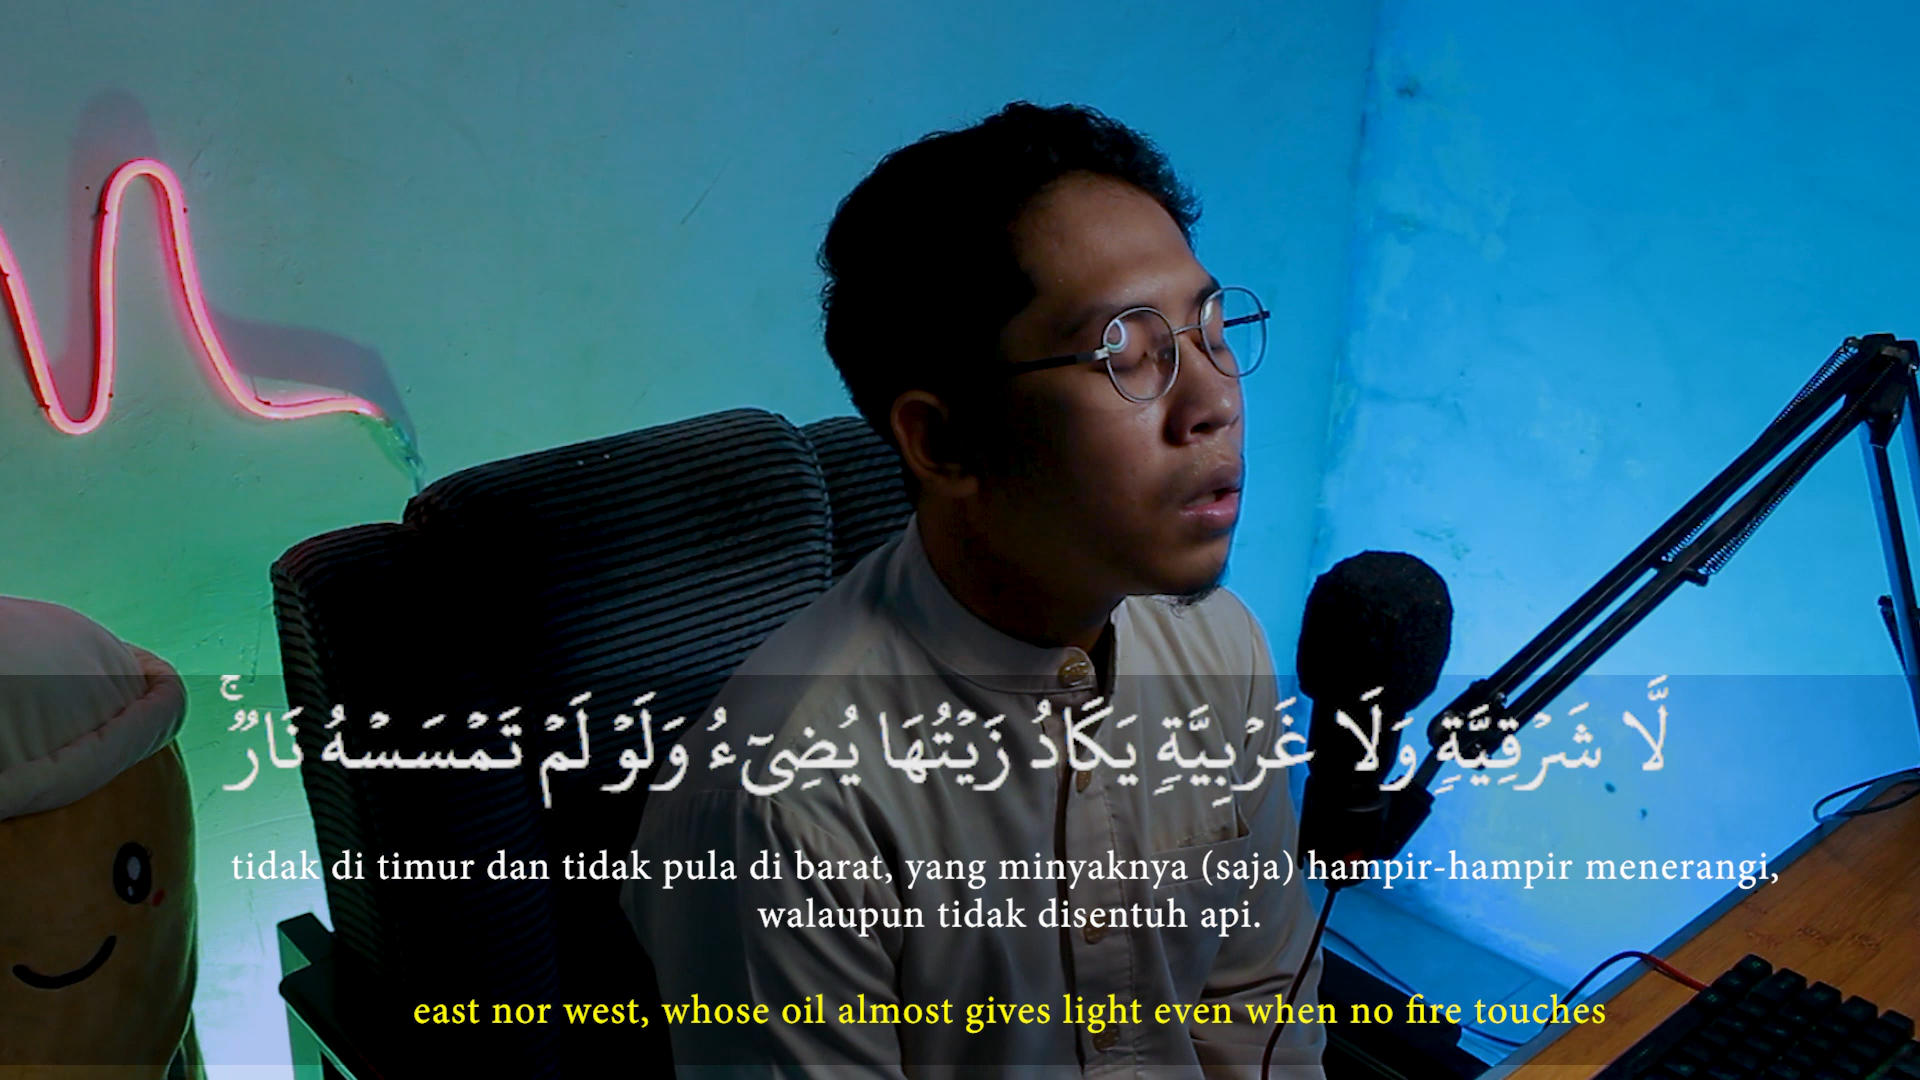 لَّا شَرْقِيَّةٍ وَلَا غَرْبِيَّةٍ يَكَادُ زَيْتُهَا يُضِىٓءُ وَلَوْ لَمْ تَمْسَسْهُ نَارٌۚ
tidak di timur dan tidak pula di barat, yang minyaknya (saja) hampir-hampir menerangi,
walaupun tidak disentuh api.
east nor west, whose oil almost gives light even when no fire touches